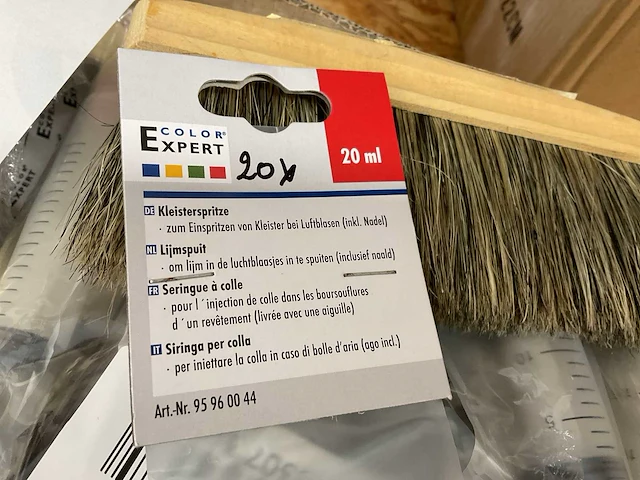 COLOR®
EXPERT
20x
20 ml
DE Kleisterspritze
· zum Einspritzen von Kleister bei Luftblasen (inkl. Nadel)
NL Lijmspuit
· om lijm in de luchtblaasjes in te spuiten (inclusief naald)
FR Seringue à colle
· pour l´injection de colle dans les boursouflures
d´un revêtement (livrée avec une aiguille)
IT Siringa per colla
· per iniettare la colla in caso di bolle d'aria (ago incl.)
Art.-Nr. 95 96 00 44